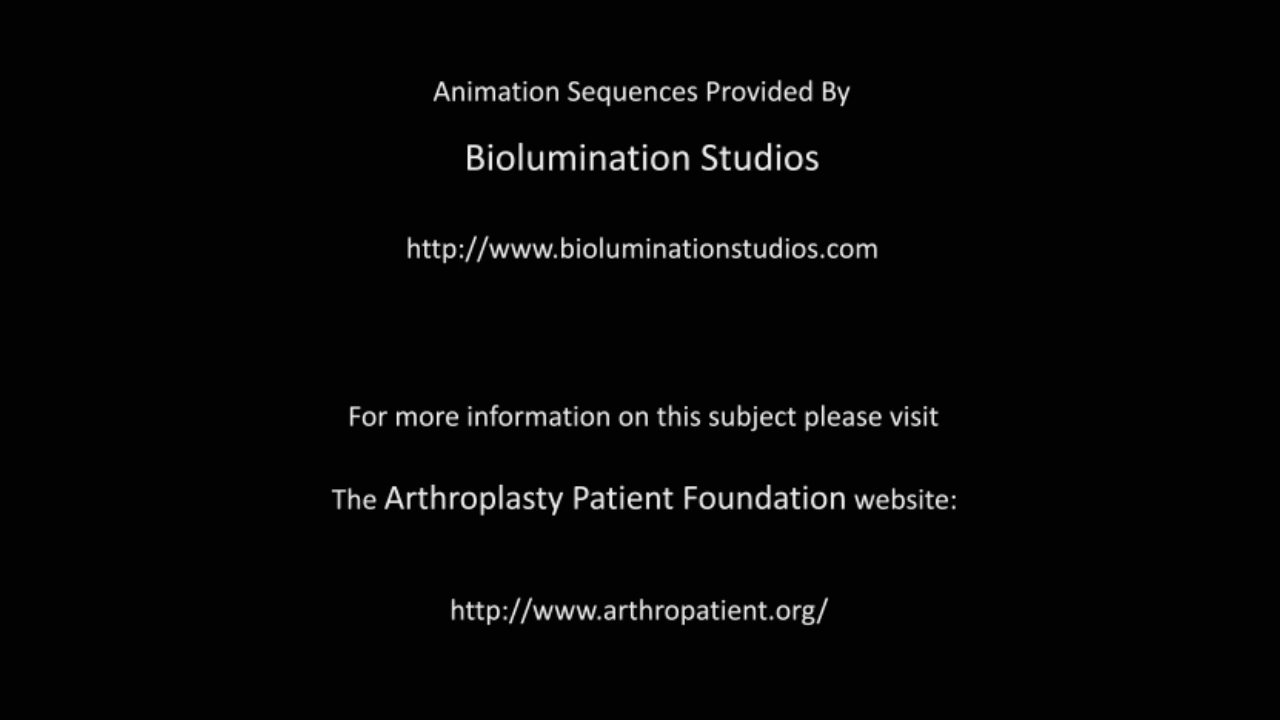 Animation Sequences Provided By
Biolumination Studios
http://www.bioluminationstudios.com
For more information on this subject please visit
The Arthroplasty Patient Foundation website:
http://www.arthropatient.org/